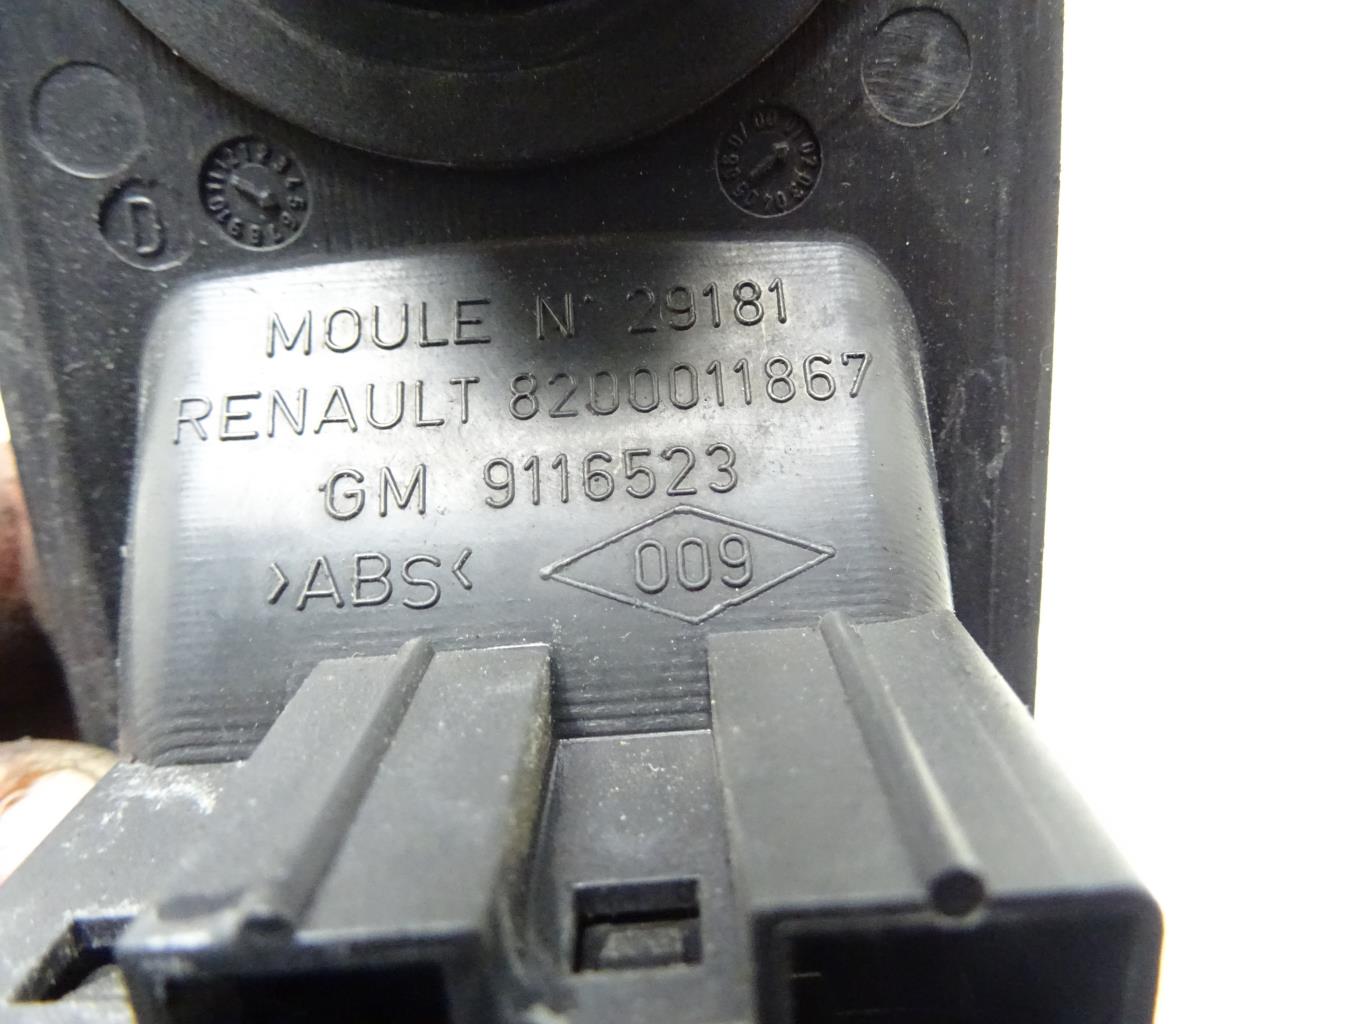 D
MOULE N° 29181
RENAULT 8200011867
GM 9116523
>ABS<
009